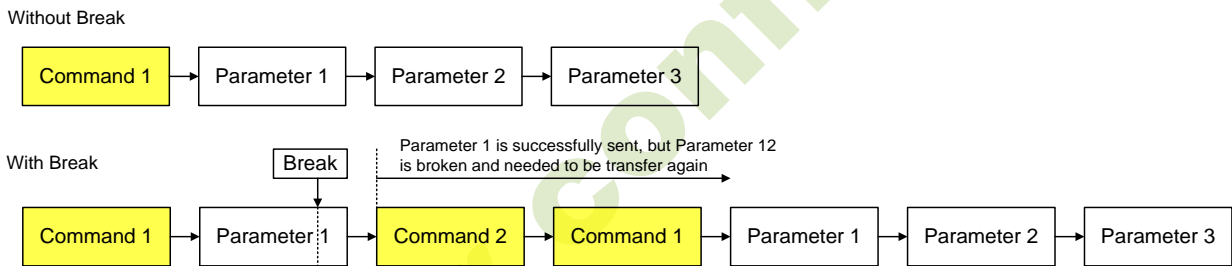 Without Break
Command 1
Parameter 1
Parameter 2
Parameter 3
Parameter 1 is successfully sent, but Parameter 12
is broken and needed to be transfer again
With Break
Break
Command 1
Parameter 1
Command 2
Command 1
Parameter 1
Parameter 2
Parameter 3